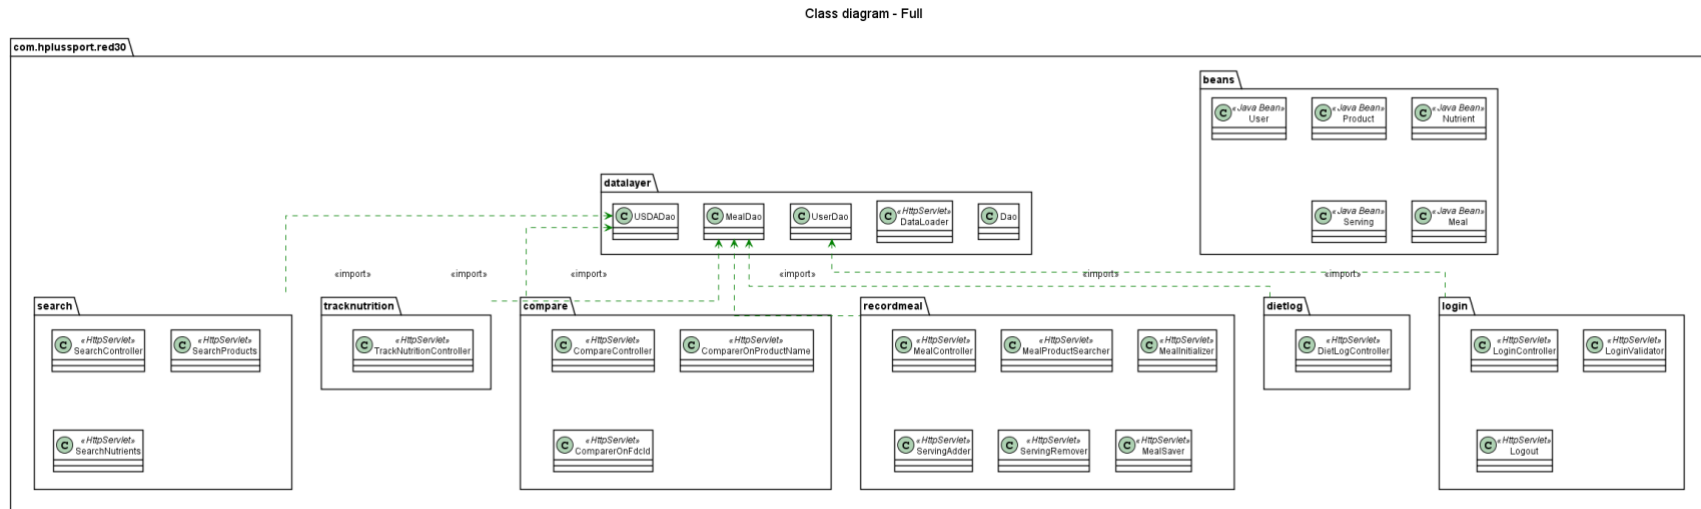 Class diagram - Full
com.hplussport.red30
beans
C «Java Bean»
User
C «Java Bean»
Product
C «Java Bean»
Nutrient
C «Java Bean»
Serving
C «Java Bean»
Meal
datalayer
C USDADao
C MealDao
C UserDao
C «HttpServlet»
DataLoader
C Dao
«import»
«import»
«import»
«import»
«import»
«import»
search
C «HttpServlet»
SearchController
C «HttpServlet»
SearchProducts
C «HttpServlet»
SearchNutrients
tracknutrition
C «HttpServlet»
TrackNutritionController
compare
C «HttpServlet»
CompareController
C «HttpServlet»
ComparerOnProductName
C «HttpServlet»
ComparerOnFdcId
recordmeal
C «HttpServlet»
MealController
C «HttpServlet»
MealProductSearcher
C «HttpServlet»
MealInitializer
C «HttpServlet»
ServingAdder
C «HttpServlet»
ServingRemover
C «HttpServlet»
MealSaver
dietlog
C «HttpServlet»
DietLogController
login
C «HttpServlet»
LoginController
C «HttpServlet»
LoginValidator
C «HttpServlet»
Logout